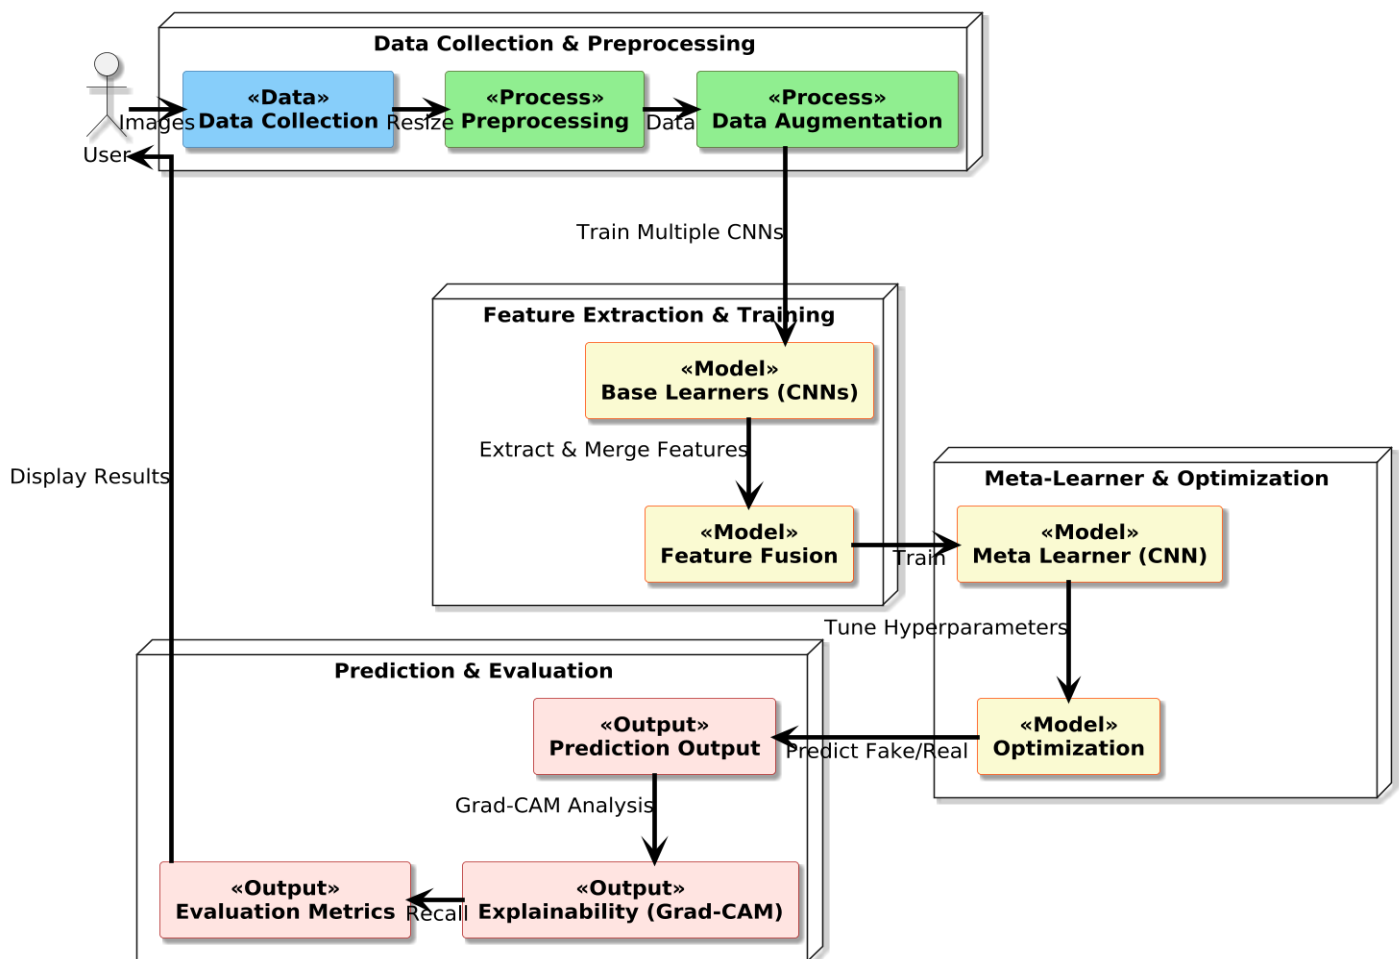 Data Collection & Preprocessing
«Data»
Data Collection
«Process»
Preprocessing
«Process»
Data Augmentation
Images
Resize
Data
User
Train Multiple CNNs
Feature Extraction & Training
«Model»
Base Learners (CNNs)
Extract & Merge Features
Display Results
Meta-Learner & Optimization
«Model»
Feature Fusion
Train
«Model»
Meta Learner (CNN)
Tune Hyperparameters
Prediction & Evaluation
«Output»
Prediction Output
Predict Fake/Real
«Model»
Optimization
Grad-CAM Analysis
«Output»
Evaluation Metrics
Recall
«Output»
Explainability (Grad-CAM)